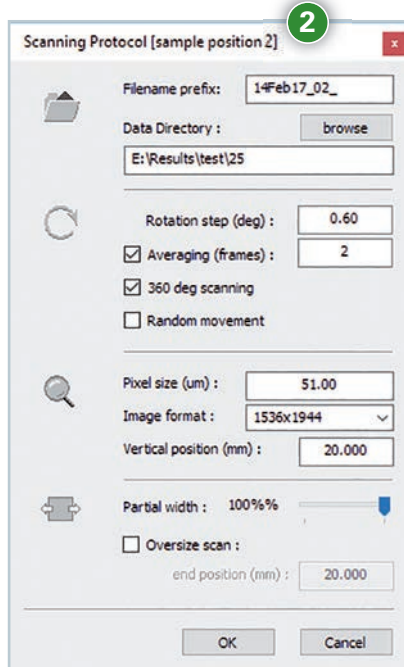 2
Scanning Protocol [sample position 2] x
Filename prefix: 14Feb17_02_
Data Directory : browse
E:\Results\test\25
Rotation step (deg) : 0.60
Averaging (frames) : 2
360 deg scanning
Random movement
Pixel size (um) : 51.00
Image format : 1536x1944
Vertical position (mm) : 20.000
Partial width : 100%%
Oversize scan :
end position (mm) : 20.000
OK Cancel